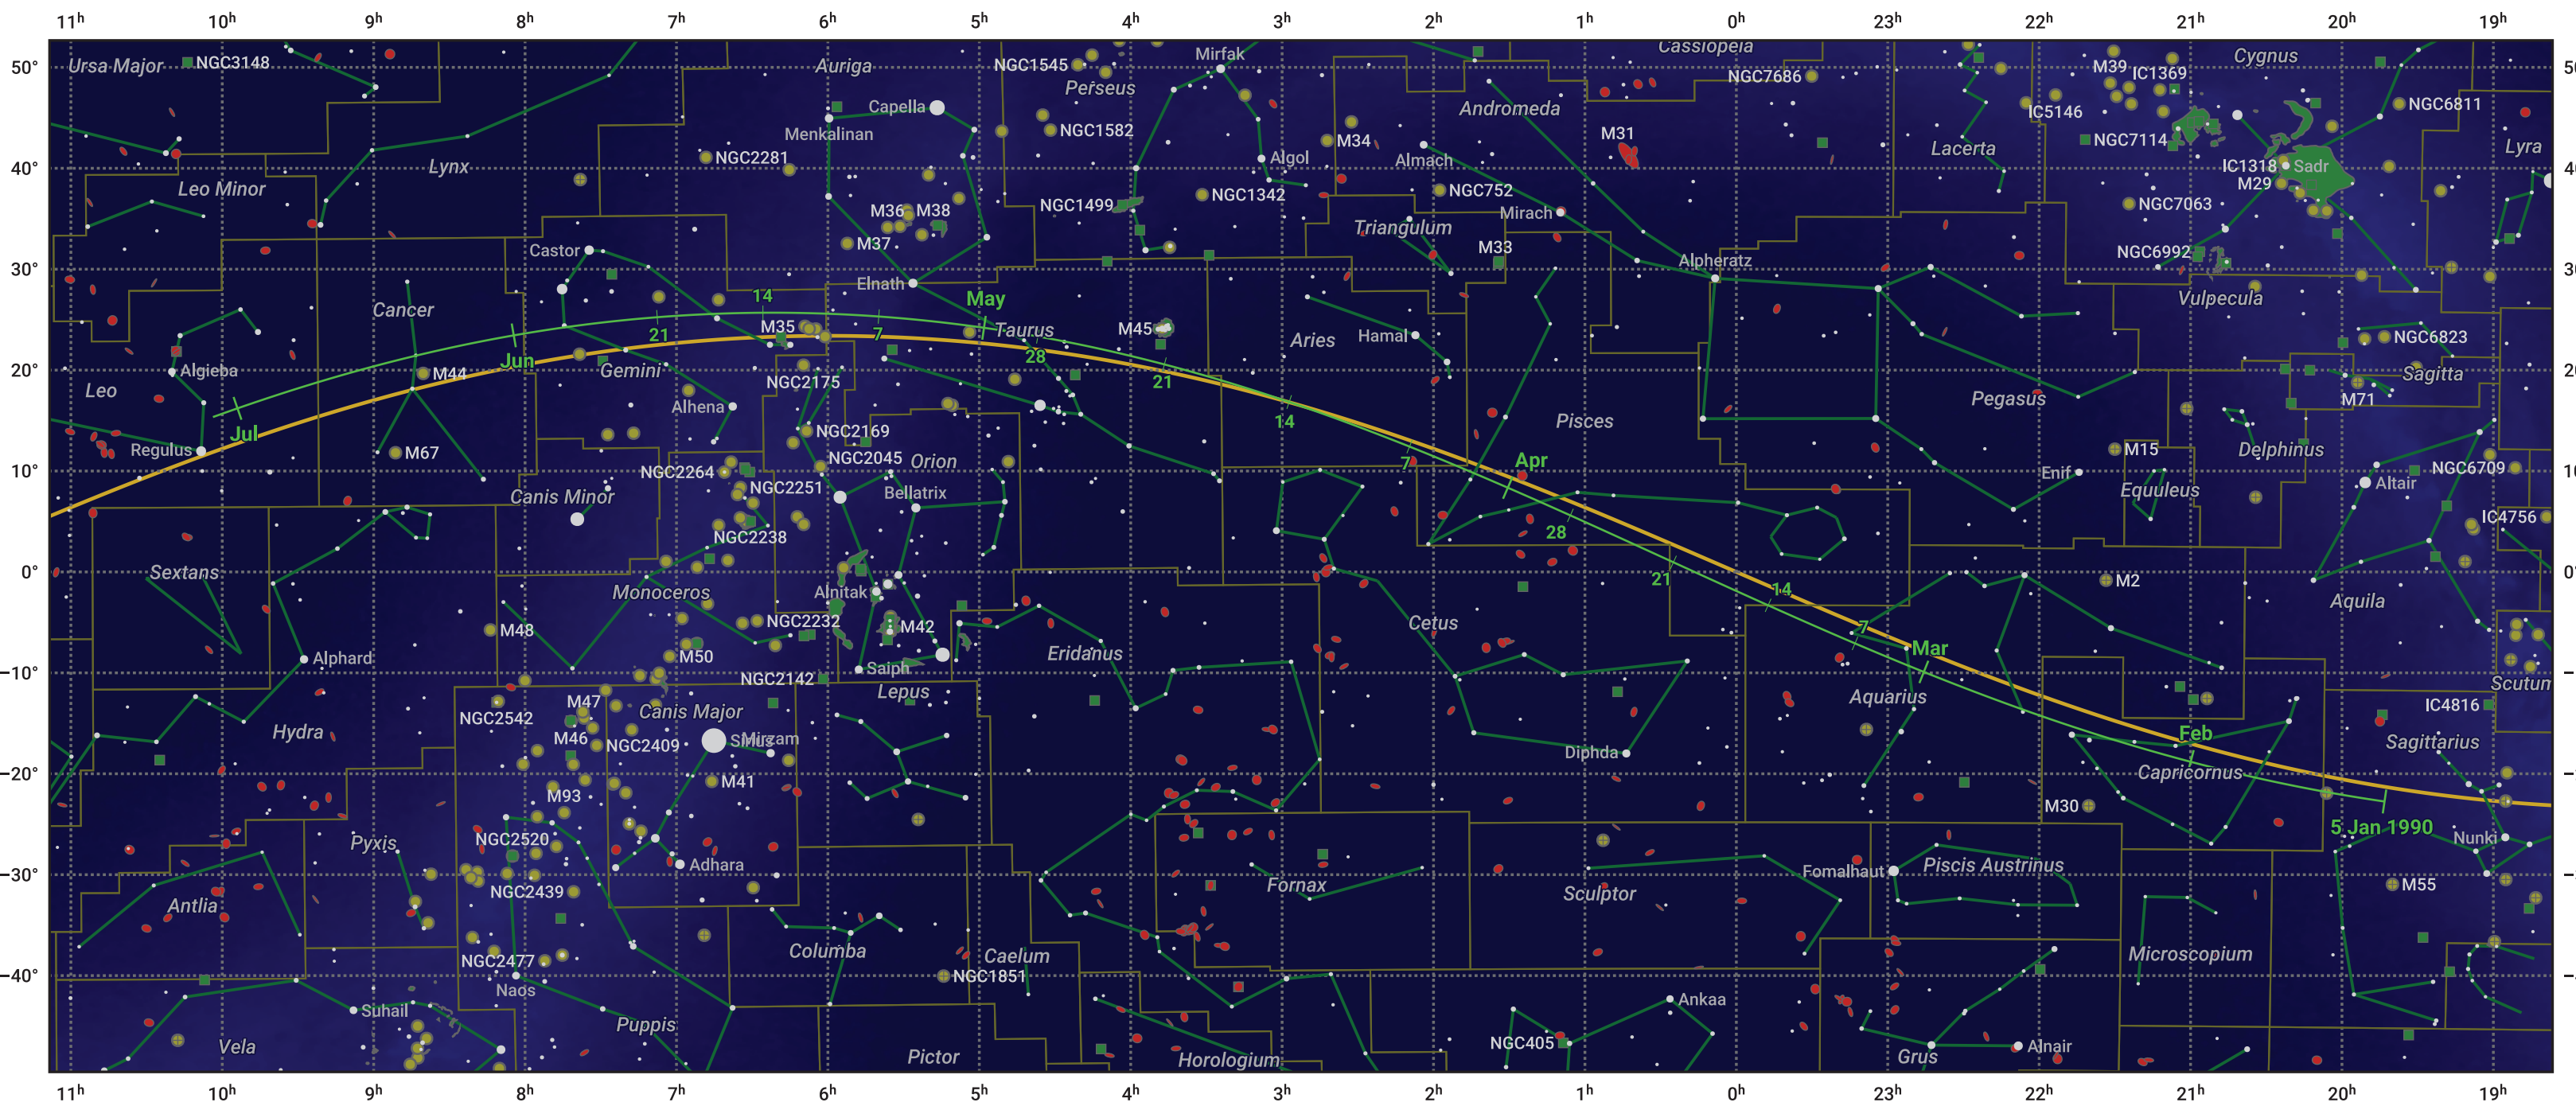 11ʰ 10ʰ 9ʰ 8ʰ 7ʰ 6ʰ 5ʰ 4ʰ 3ʰ 2ʰ 1ʰ 0ʰ 23ʰ 22ʰ 21ʰ 20ʰ 19ʰ
Mirfak Cassiopeia Cygnus
50° Ursa Major NGC3148 Auriga NGC1545 Perseus NGC7686 M39 IC1369
Capella NGC1582 Andromeda IC5146 NGC6811
Menkalinan M31 NGC7114
40° Lynx NGC2281 Algol M34 Almach Lacerta IC1318 Sadr Lyra
Leo Minor NGC1342 NGC752 M29
M36 M38 NGC1499 Mirach NGC7063
M37 Triangulum
Castor M33 Alpheratz NGC6992
30° Elnath
Cancer 14 May Vulpecula
21 M35 7 Taurus M45 Aries Hamal NGC6823
Jun 28
20° Algieba M44 Gemini NGC2175 21 Sagitta
Leo Alhena Pegasus M71
Jul NGC2169 14 Pisces
Regulus M67 NGC2045 Orion 7 Apr M15 Delphinus
10° NGC2264 Enif NGC6709
Canis Minor NGC2251 Bellatrix Equuleus Altair
NGC2238 28 IC4756
0° Sextans Alnitak 21 14 M2
Monoceros Aquila
M48 NGC2232 M42 Cetus 7
Alphard M50 Saiph Eridanus Mar
−10° NGC2142 Lepus Scutum
NGC2542 M47 Canis Major Aquarius IC4816
Hydra M46 NGC2409 Sirius Mirzam Feb Sagittarius
Diphda
−20° M41 Capricornus
M93 M30
5 Jan 1990
Pyxis NGC2520 Nunki
Adhara Fomalhaut Piscis Austrinus
−30° Antlia NGC2439 Fornax Sculptor M55
Columba Caelum Microscopium
NGC2477
−40° Naos NGC1851
Suhail Ankaa
Vela Puppis Pictor Horologium NGC405 Grus Alnair
11ʰ 10ʰ 9ʰ 8ʰ 7ʰ 6ʰ 5ʰ 4ʰ 3ʰ 2ʰ 1ʰ 0ʰ 23ʰ 22ʰ 21ʰ 20ʰ 19ʰ